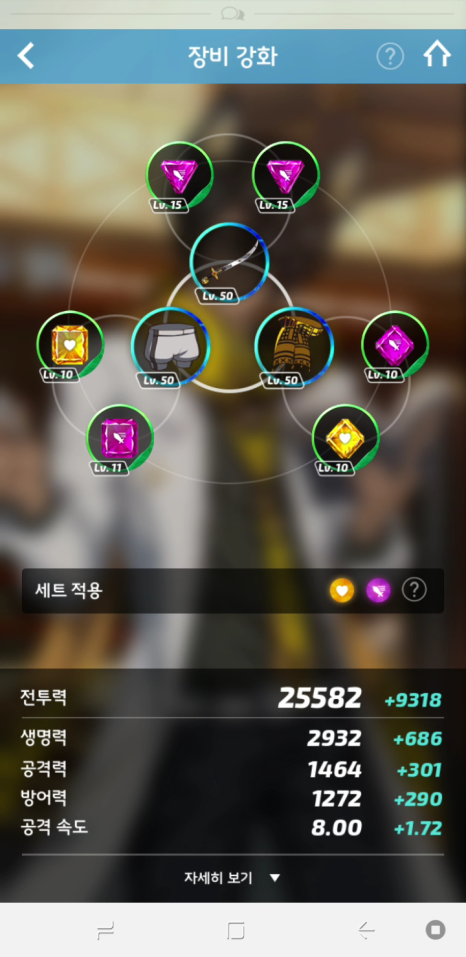 장비 강화
?
Lv. 15
Lv. 15
Lv. 50
Lv. 10
Lv. 50
Lv. 50
Lv. 10
Lv. 11
Lv. 10
세트 적용
?
전투력 25582 +9318
생명력 2932 +686
공격력 1464 +301
방어력 1272 +290
공격 속도 8.00 +1.72
자세히 보기 ▼